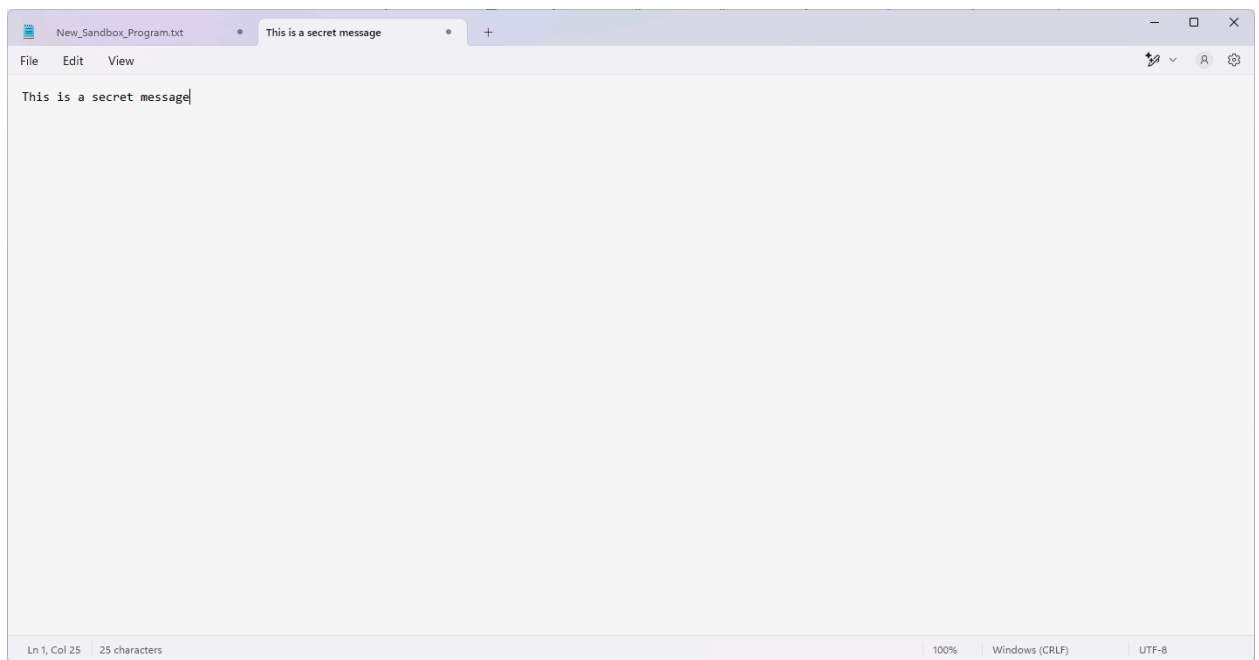 New_Sandbox_Program.txt This is a secret message
File Edit View
This is a secret message
Ln 1, Col 25 25 characters 100% Windows (CRLF) UTF-8